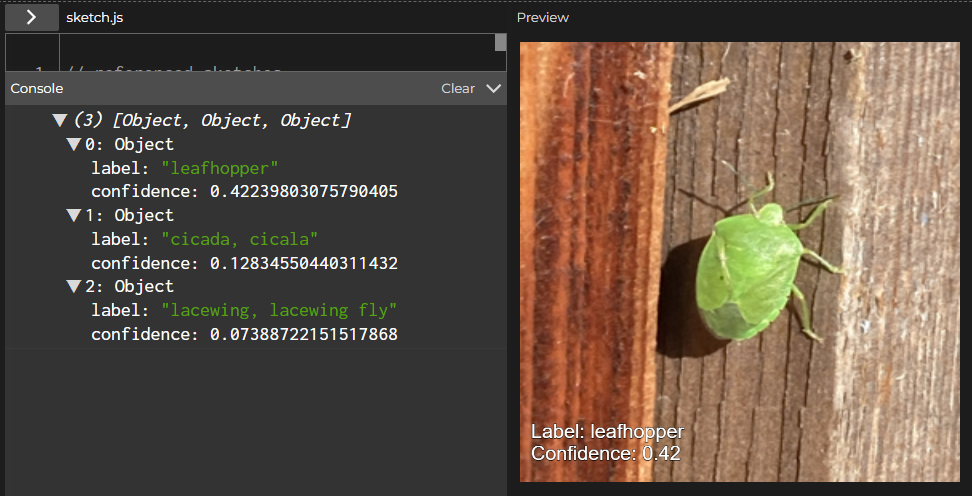 sketch.js
Preview
1 // referenced sketches
Console
Clear
▼(3) [Object, Object, Object]
▼0: Object
label: "leafhopper"
confidence: 0.42239803075790405
▼1: Object
label: "cicada, cicala"
confidence: 0.12834550440311432
▼2: Object
label: "lacewing, lacewing fly"
confidence: 0.07388722151517868
Label: leafhopper
Confidence: 0.42